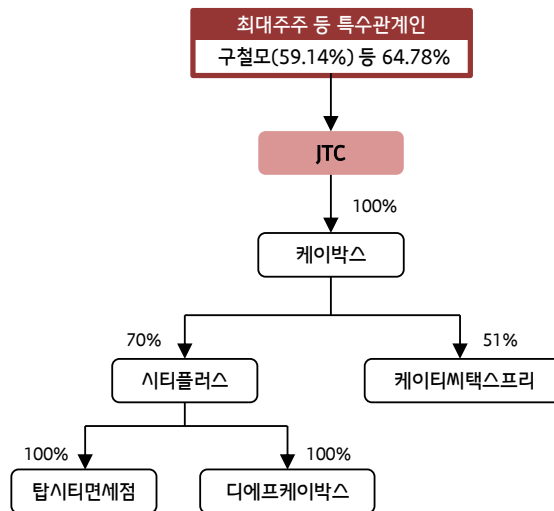 최대주주 등 특수관계인
구철모(59.14%) 등 64.78%
JTC
100%
케이박스
70%
51%
시티플러스
케이티씨택스프리
100%
100%
탑시티면세점
디에프케이박스